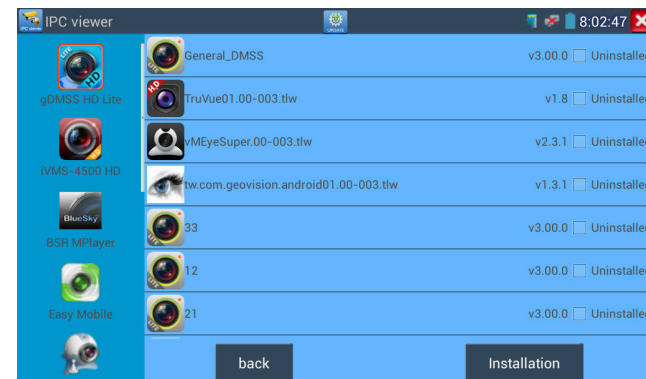 IPC viewer
UPDATE
8:02:47
gDMSS HD Lite
iVMS-4500 HD
BlueSky
BSR MPlayer
Easy Mobile
General_DMSS v3.00.0 Uninstalle
TruVue01.00-003.tlw v1.8 Uninstalle
vMEyeSuper.00-003.tlw v2.3.1 Uninstalle
tw.com.geovision.android01.00-003.tlw v1.3.1 Uninstalle
33 v3.00.0 Uninstalle
12 v3.00.0 Uninstalle
21 v3.00.0 Uninstalle
back
Installation